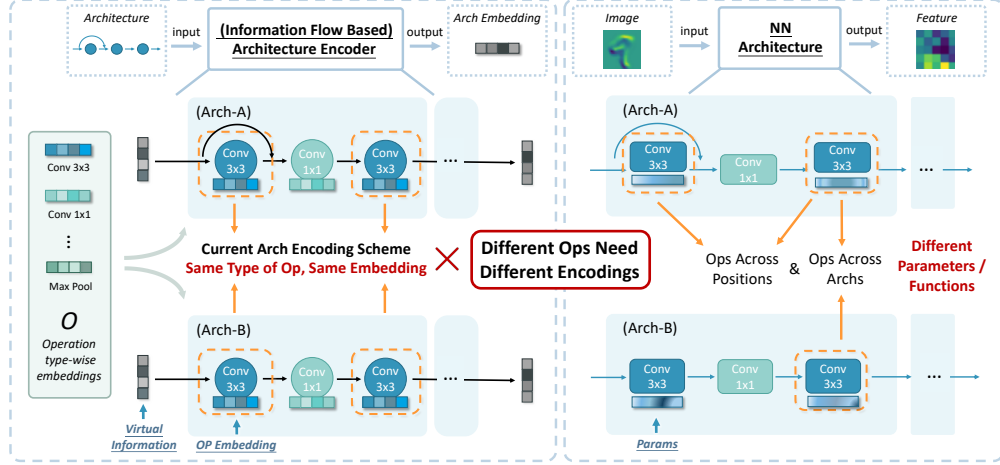 Architecture
input
(Information Flow Based)
Architecture Encoder
output
Arch Embedding
(Arch-A)
Conv
3x3
Conv
1x1
Conv
3x3
...
Conv 3x3
Conv 1x1
...
Max Pool
O
Operation
type-wise
embeddings
Current Arch Encoding Scheme
Same Type of Op, Same Embedding
Different Ops Need
Different Encodings
(Arch-B)
Conv
3x3
Conv
1x1
Conv
3x3
...
Virtual
Information
OP Embedding
Image
input
NN
Architecture
output
Feature
(Arch-A)
Conv
3x3
Conv
1x1
Conv
3x3
...
Ops Across
Positions
&
Ops Across
Archs
Different
Parameters /
Functions
(Arch-B)
Conv
3x3
Conv
1x1
Conv
3x3
...
Params